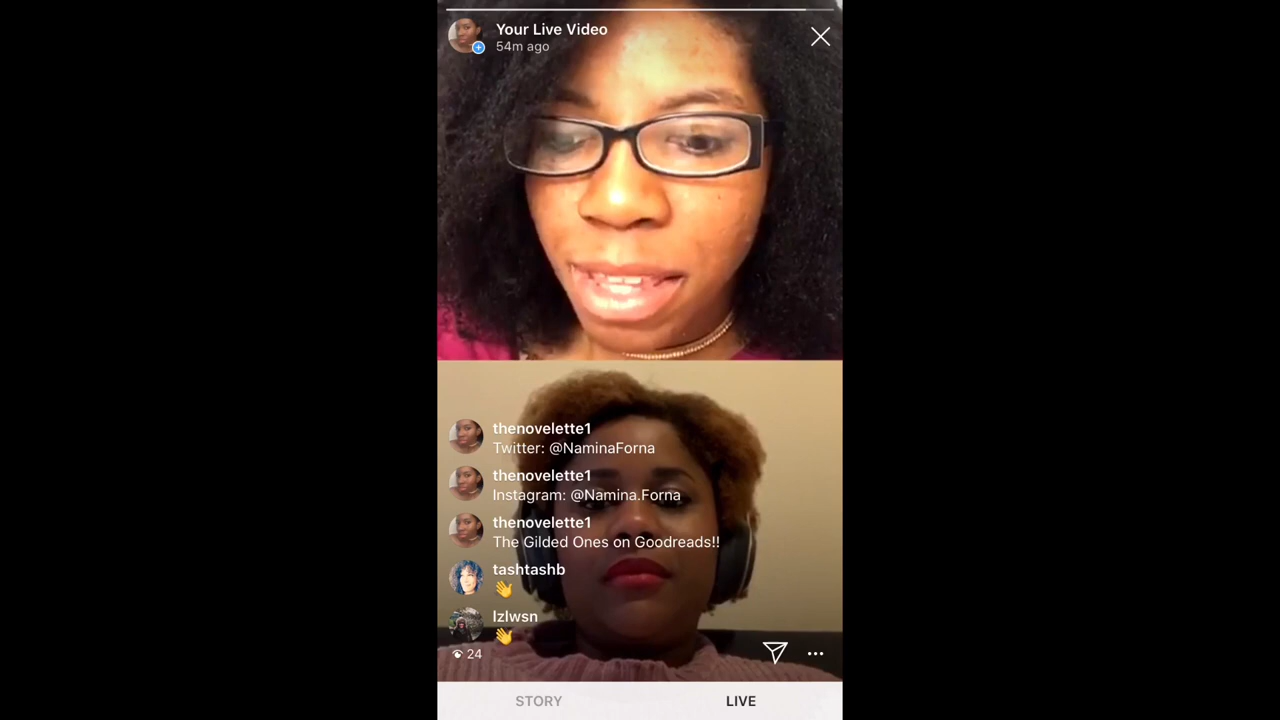 Your Live Video
54m ago
thenovelette1
Twitter: @NaminaForna
thenovelette1
Instagram: @Namina.Forna
thenovelette1
The Gilded Ones on Goodreads!!
tashtashb
👋
lzlwsn
👋
24
STORY LIVE